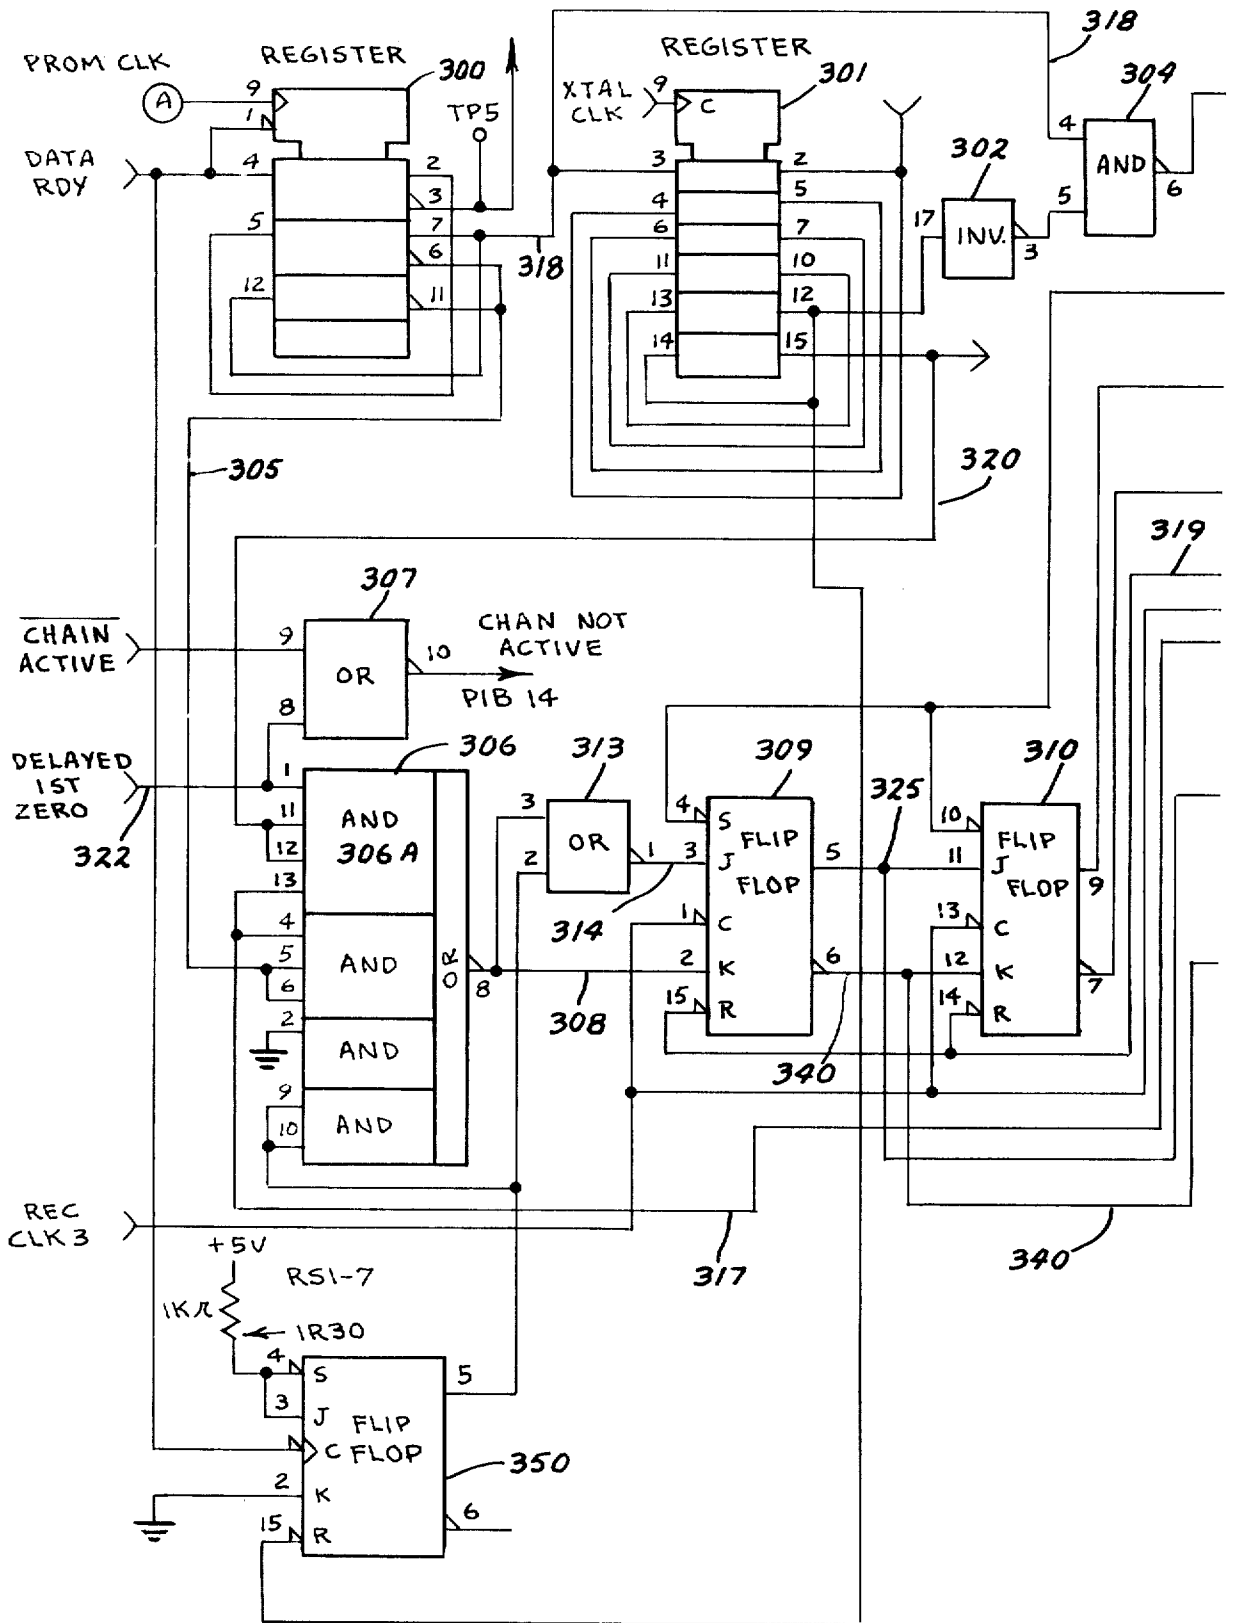 PROM CLK
A
REGISTER
300
9
1
DATA
RDY
4
5
12
2
3
7
6
11
TP5
318
REGISTER
301
XTAL
CLK
9
C
3
4
6
11
13
14
2
5
7
10
12
15
318
304
4
5
AND
6
302
17
INV.
3
305
320
319
307
CHAIN
ACTIVE
9
8
OR
10
CHAN NOT
ACTIVE
PIB 14
DELAYED
1ST
ZERO
322
306
1
11
12
13
4
5
6
2
9
10
AND
306A
AND
AND
AND
OR
8
308
313
3
2
OR
1
314
309
4 S
3 J
1 C
2 K
15 R
FLIP
FLOP
5
6
325
340
310
10
11 J
13 C
12 K
14 R
FLIP
FLOP
9
7
REC
CLK 3
317
340
+5V
RS1-7
1KΩ
1R30
4 S
3 J
C
2 K
15 R
FLIP
FLOP
5
6
350